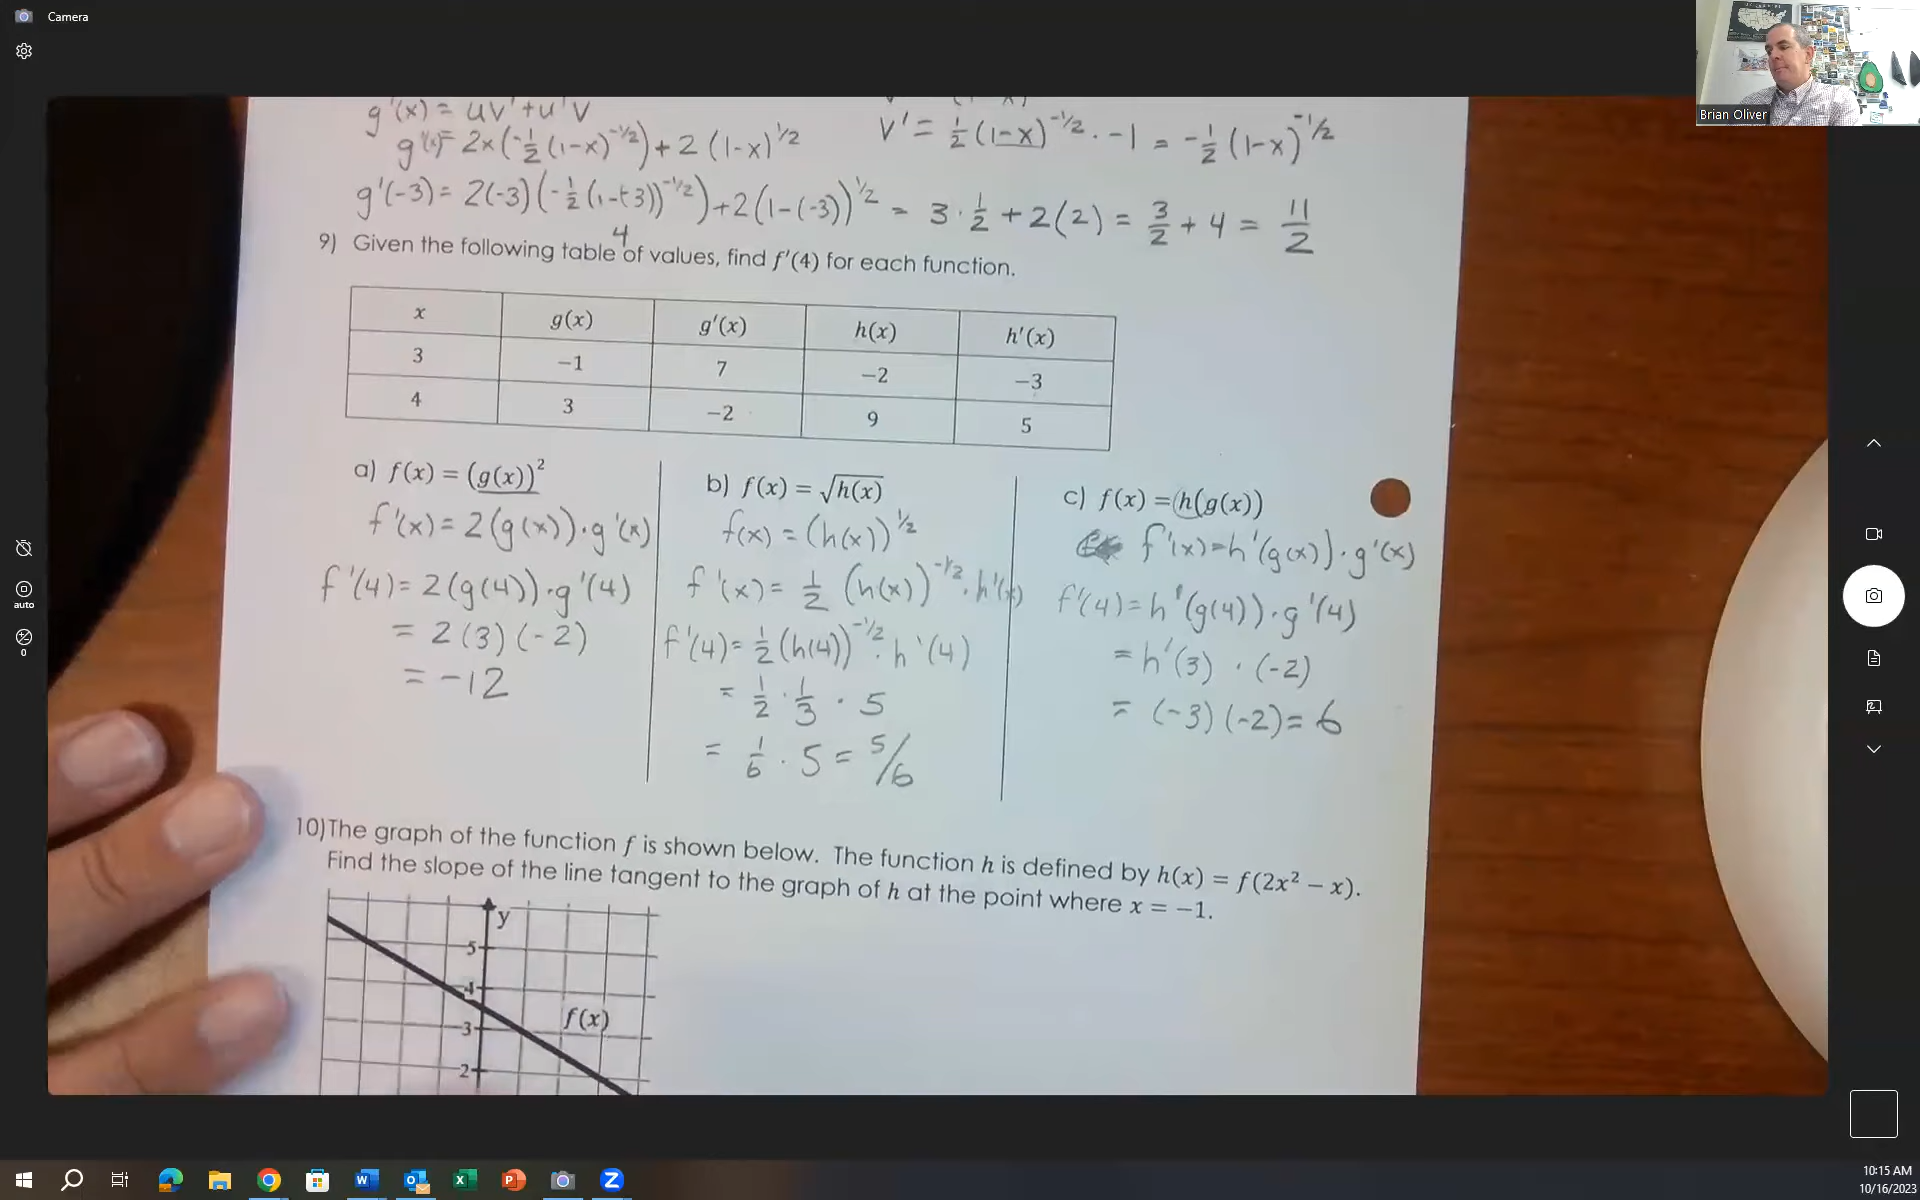 Camera
Brian Oliver
g'(x) = uv' + u'v
g'(x) = 2x(-1/2 (1-x)^-1/2) + 2 (1-x)^1/2
V' = 1/2 (1-x)^-1/2 · -1 = -1/2 (1-x)^-1/2
g'(-3) = 2(-3)(-1/2 (1-(-3))^-1/2) + 2(1-(-3))^1/2 = 3 · 1/2 + 2(2) = 3/2 + 4 = 11/2
4
9) Given the following table of values, find f'(4) for each function.
x g(x) g'(x) h(x) h'(x)
3 −1 7 −2 −3
4 3 −2 9 5
a) f(x) = (g(x))²
f'(x) = 2(g(x)) · g'(x)
f'(4) = 2(g(4)) · g'(4)
= 2(3)(-2)
= -12
b) f(x) = √h(x)
f(x) = (h(x))^1/2
f'(x) = 1/2 (h(x))^-1/2 · h'(x)
f'(4) = 1/2 (h(4))^-1/2 · h'(4)
= 1/2 · 1/3 · 5
= 1/6 · 5 = 5/6
c) f(x) = h(g(x))
f'(x) = h'(g(x)) · g'(x)
f'(4) = h'(g(4)) · g'(4)
= h'(3) · (-2)
= (-3)(-2) = 6
10) The graph of the function f is shown below. The function h is defined by h(x) = f(2x² − x).
Find the slope of the line tangent to the graph of h at the point where x = −1.
y
5
4
f(x)
3
2
auto
0
10:15 AM
10/16/2023